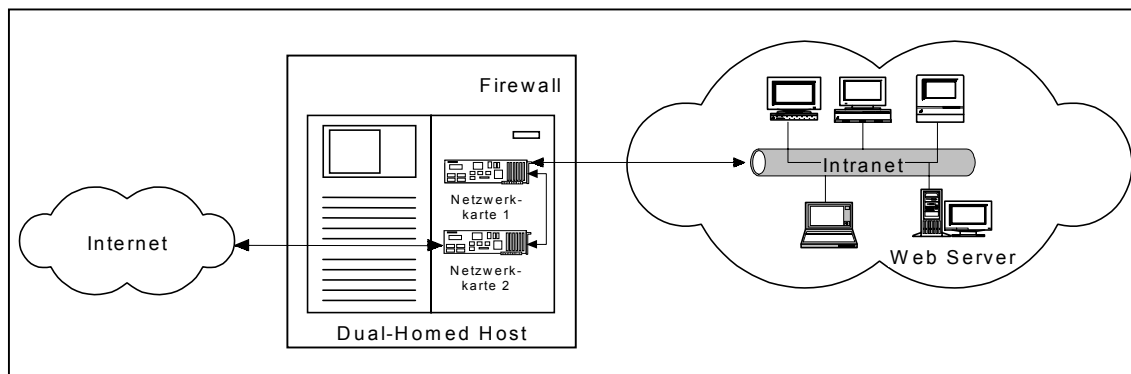 Firewall
Netzwerk-
karte 1
Netzwerk-
karte 2
Dual-Homed Host
Internet
Intranet
Web Server